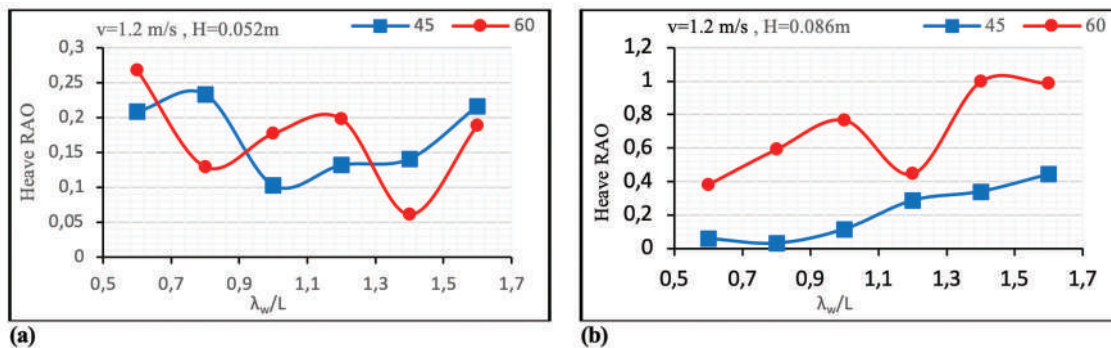 v=1.2 m/s , H=0.052m 45 60
0,3
0,25
0,2
0,15
0,1
0,05
0
Heave RAO
0,5 0,7 0,9 1,1 1,3 1,5 1,7
λw/L
(a)
v=1.2 m/s , H=0.086m 45 60
1,2
1
0,8
0,6
0,4
0,2
0
Heave RAO
0,5 0,7 0,9 1,1 1,3 1,5 1,7
λw/L
(b)